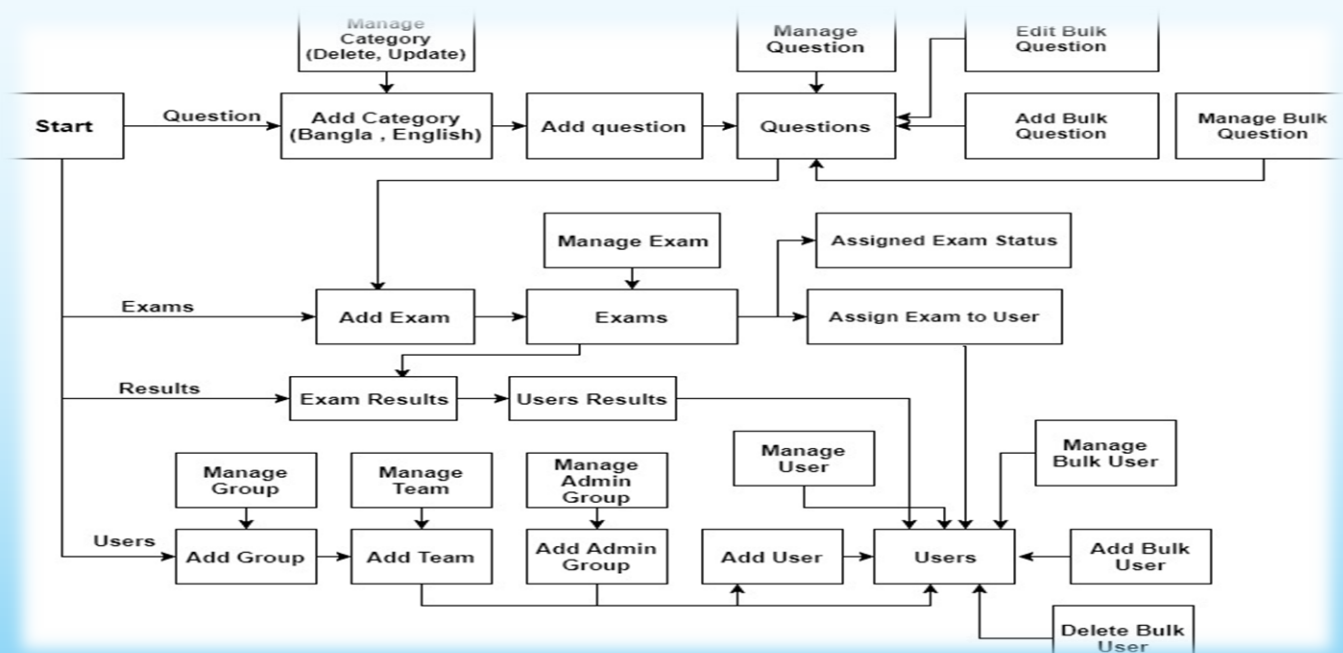 Manage
Category
(Delete, Update)
Manage
Question
Edit Bulk
Question
Start
Question
Add Category
(Bangla , English)
Add question
Questions
Add Bulk
Question
Manage Bulk
Question
Manage Exam
Assigned Exam Status
Exams
Add Exam
Exams
Assign Exam to User
Results
Exam Results
Users Results
Manage
User
Manage
Bulk User
Manage
Group
Manage
Team
Manage
Admin
Group
Users
Add Group
Add Team
Add Admin
Group
Add User
Users
Add Bulk
User
Delete Bulk
User